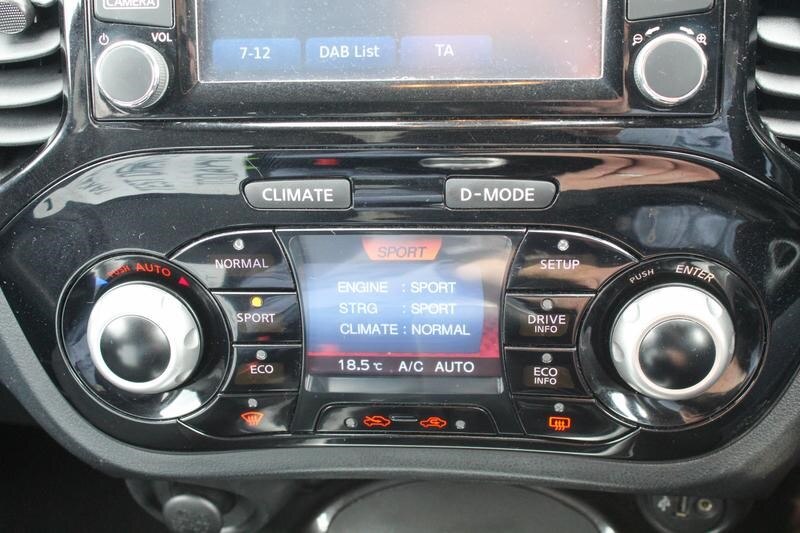 CAMERA
VOL
7-12
DAB List
TA
CLIMATE
D-MODE
NORMAL
SPORT
ECO
PUSH AUTO
SPORT
ENGINE : SPORT
STRG : SPORT
CLIMATE : NORMAL
18.5°C A/C AUTO
SETUP
DRIVE
INFO
ECO
INFO
PUSH ENTER